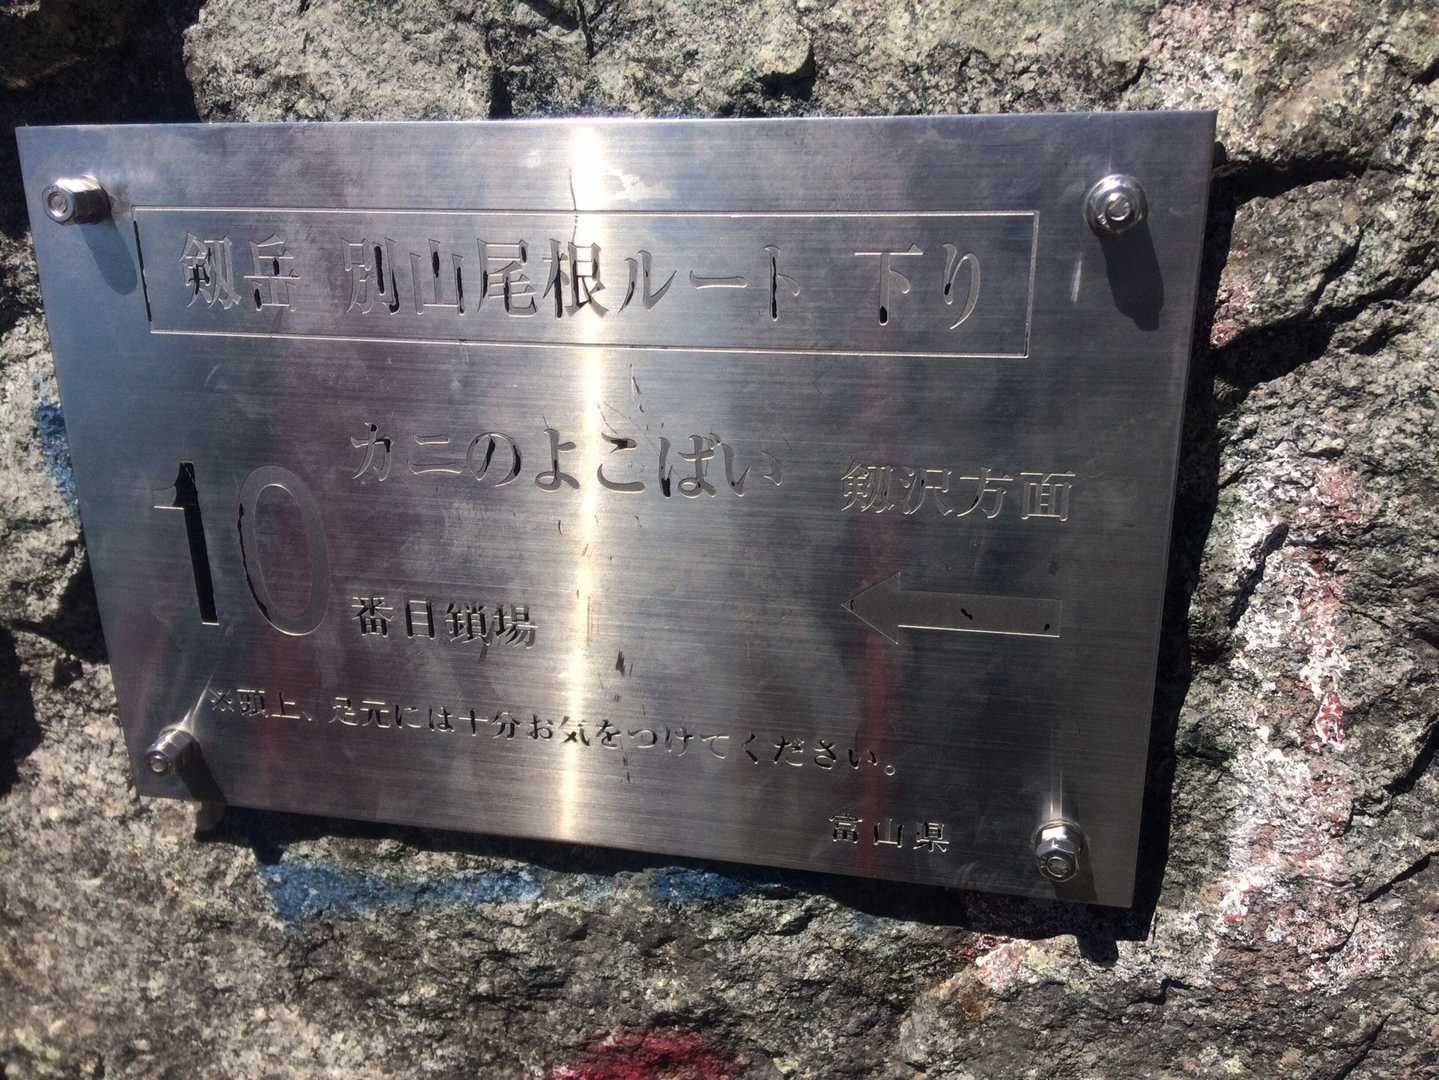 剱岳 別山尾根ルート 下り
カニのよこばい
剱沢方面
10
番目鎖場
※頭上、足元には十分お気をつけてください。
富山県